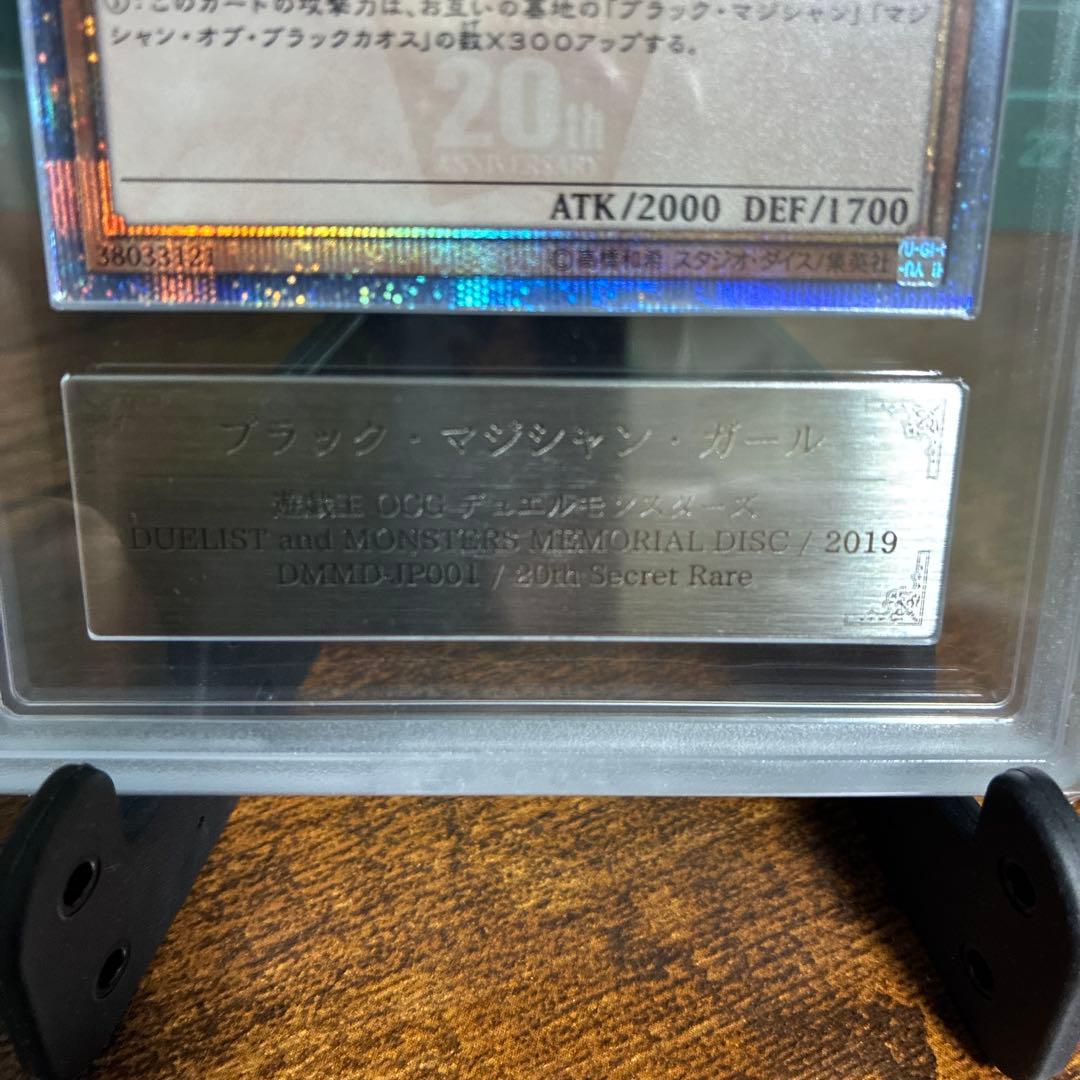 ①:このカードの攻撃力は、お互いの墓地の「ブラック・マジシャン」「マジ
シャン・オブ・ブラックカオス」の数×300アップする。
20th
ANNIVERSARY
ATK/2000 DEF/1700
38033121
©高橋和希 スタジオ・ダイス/集英社
ブラック・マジシャン・ガール
遊戯王 OCG デュエルモンスターズ
DUELIST and MONSTERS MEMORIAL DISC / 2019
DMMD-JP001 / 20th Secret Rare